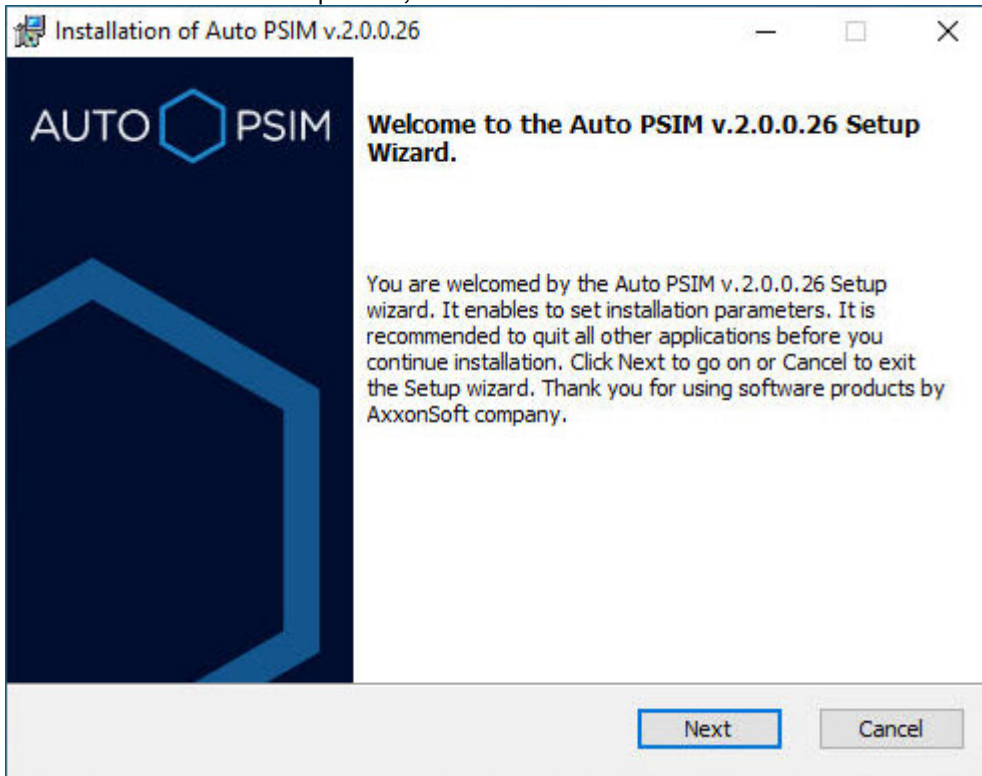 Installation of Auto PSIM v.2.0.0.26
AUTO PSIM
Welcome to the Auto PSIM v.2.0.0.26 Setup
Wizard.
You are welcomed by the Auto PSIM v.2.0.0.26 Setup
wizard. It enables to set installation parameters. It is
recommended to quit all other applications before you
continue installation. Click Next to go on or Cancel to exit
the Setup wizard. Thank you for using software products by
AxxonSoft company.
Next
Cancel